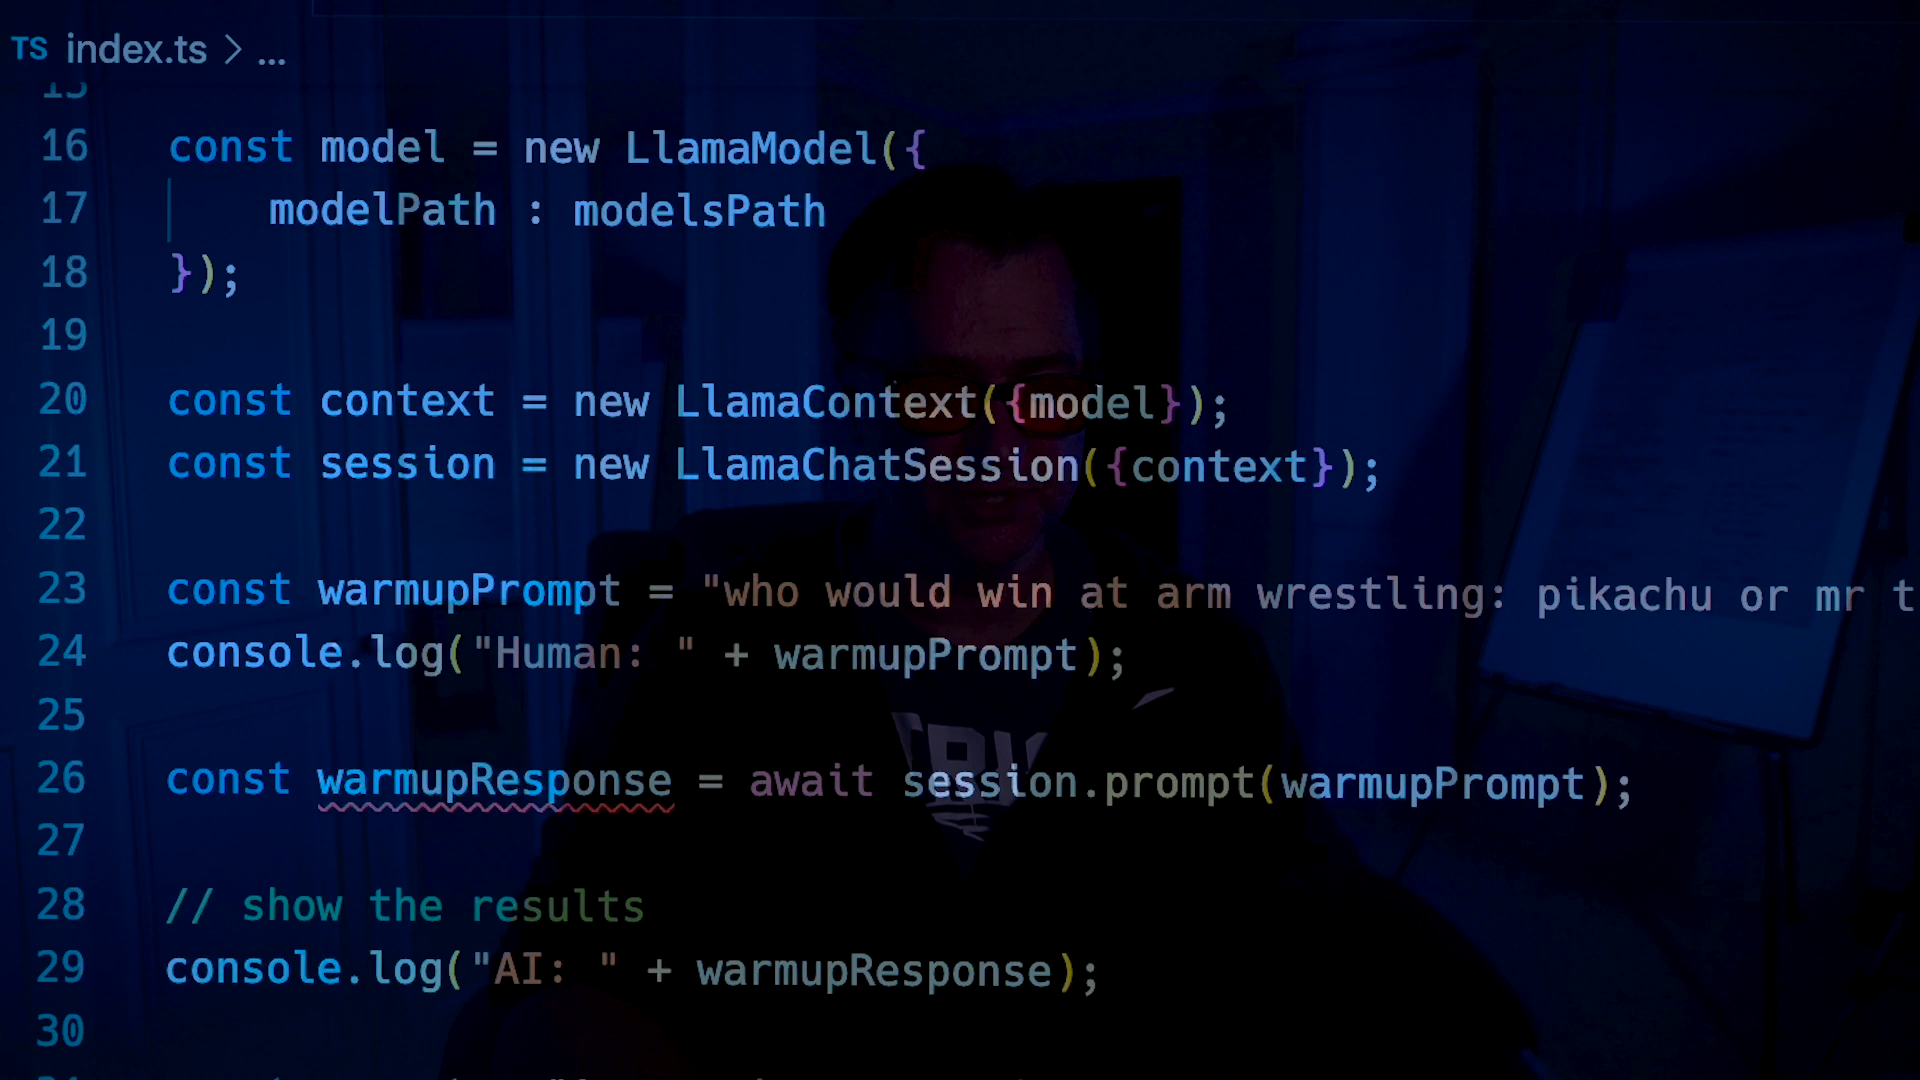 TS index.ts > ...
15
16 const model = new LlamaModel({
17 modelPath : modelsPath
18 });
19
20 const context = new LlamaContext({model});
21 const session = new LlamaChatSession({context});
22
23 const warmupPrompt = "who would win at arm wrestling: pikachu or mr t
24 console.log("Human: " + warmupPrompt);
25
26 const warmupResponse = await session.prompt(warmupPrompt);
27
28 // show the results
29 console.log("AI: " + warmupResponse);
30